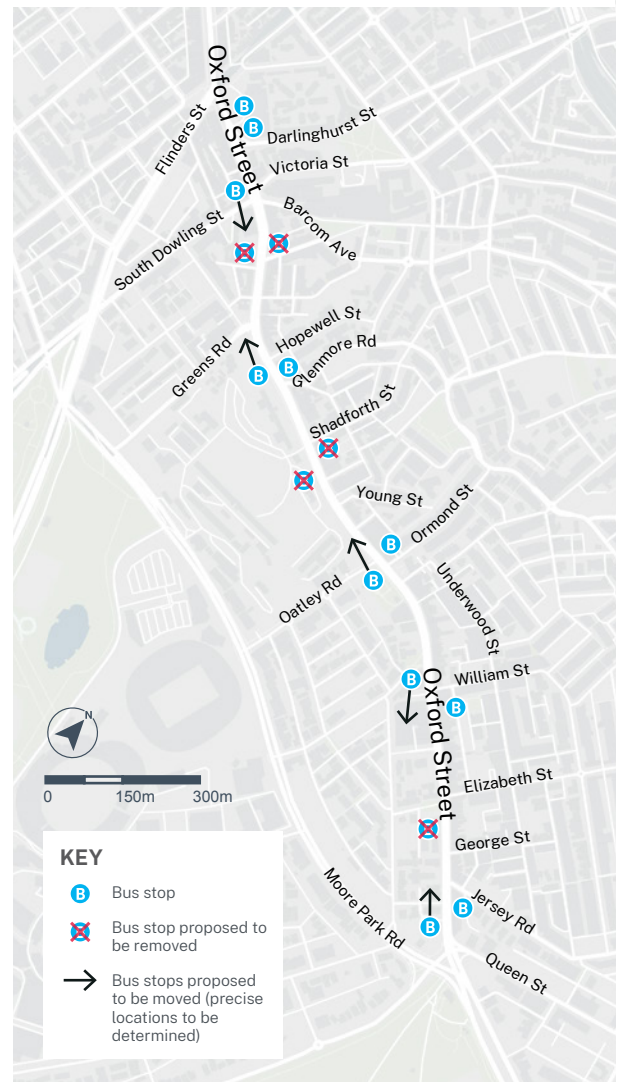 Oxford Street
Flinders St
B
B
Darlinghurst St
Victoria St
B
South Dowling St
Barcom Ave
Hopewell St
Greens Rd
B
B
Glenmore Rd
Shadforth St
Young St
Ormond St
B
Oatley Rd
B
Underwood St
B
William St
B
Oxford Street
N
0 150m 300m
Elizabeth St
George St
KEY
B Bus stop
Bus stop proposed to
be removed
Bus stops proposed
to be moved (precise
locations to be
determined)
Moore Park Rd
B
B
Jersey Rd
Queen St